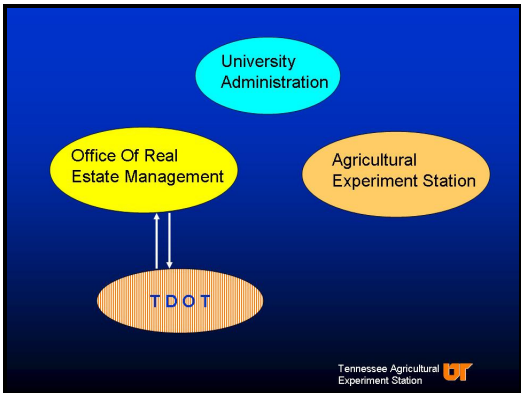 University
Administration
Office Of Real
Estate Management
Agricultural
Experiment Station
T D O T
Tennessee Agricultural
Experiment Station
UT